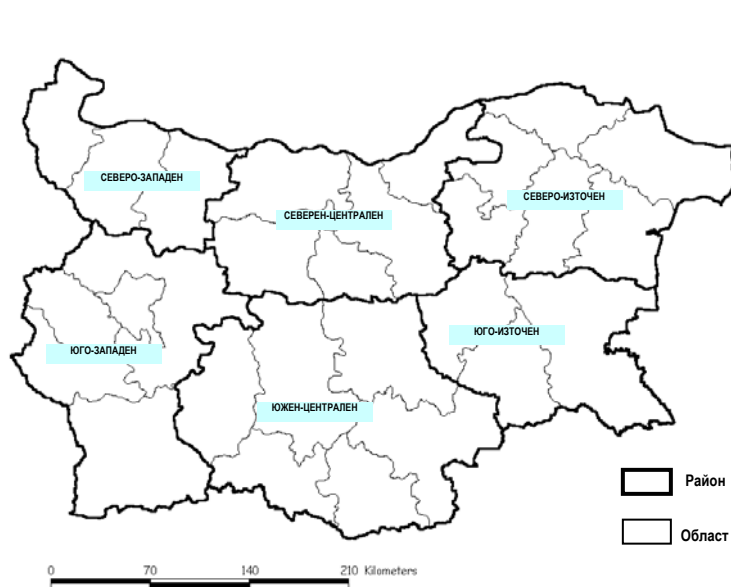 СЕВЕРО-ЗАПАДЕН
СЕВЕРО-ИЗТОЧЕН
СЕВЕРЕН-ЦЕНТРАЛЕН
ЮГО-ИЗТОЧЕН
ЮГО-ЗАПАДЕН
ЮЖЕН-ЦЕНТРАЛЕН
Район
Област
0 70 140 210 Kilometers